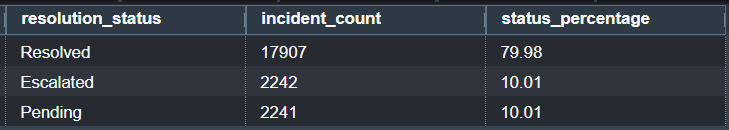 resolution_status incident_count status_percentage
Resolved 17907 79.98
Escalated 2242 10.01
Pending 2241 10.01